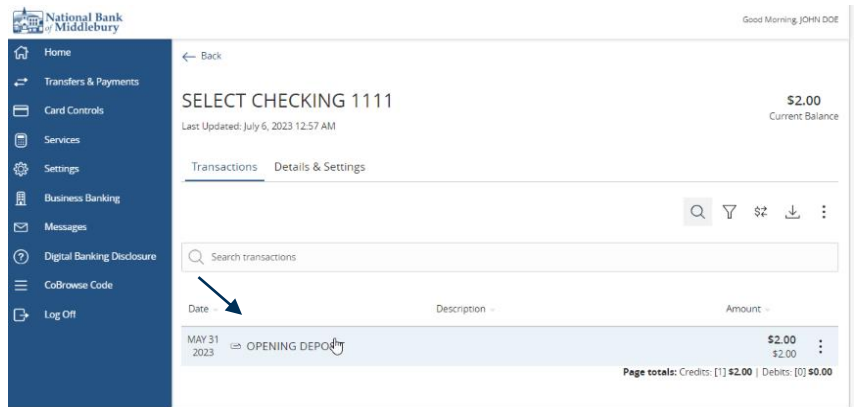 National Bank
of Middlebury
Good Morning, JOHN DOE
Home
Transfers & Payments
Card Controls
Services
Settings
Business Banking
Messages
Digital Banking Disclosure
CoBrowse Code
Log Off
Back
SELECT CHECKING 1111
$2.00
Current Balance
Last Updated: July 6, 2023 12:57 AM
Transactions Details & Settings
Search transactions
Date Description Amount
MAY 31
2023
OPENING DEPOSIT
$2.00
$2.00
Page totals: Credits: [1] $2.00 | Debits: [0] $0.00